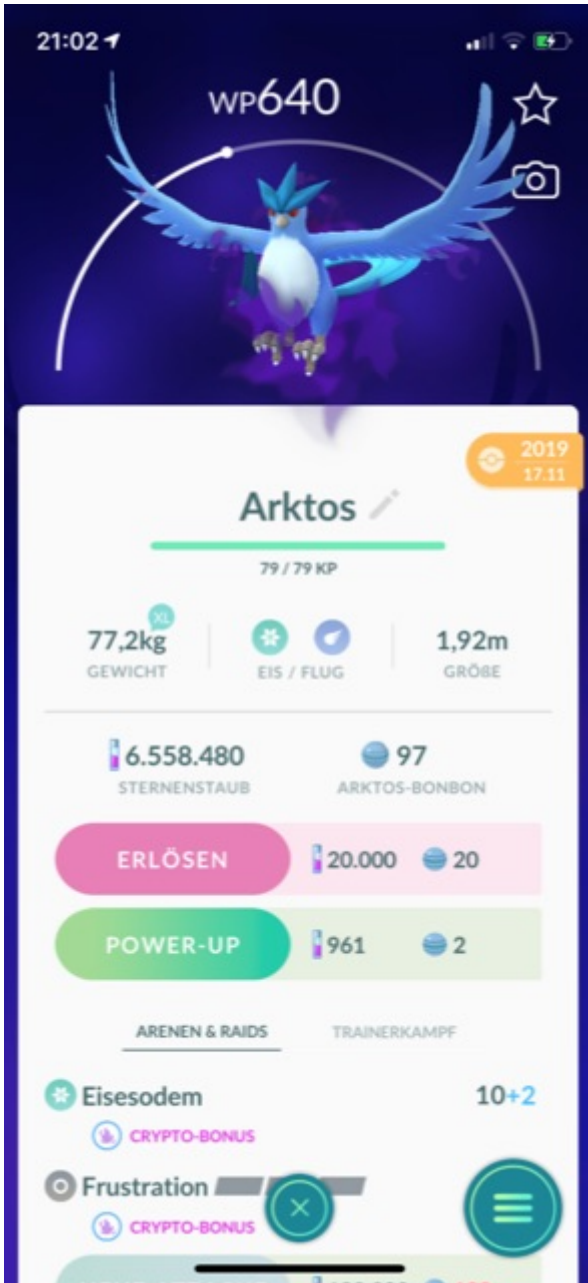 21:02
WP640
2019
17.11
Arktos
79 / 79 KP
XL
77,2kg
GEWICHT
EIS / FLUG
1,92m
GRÖßE
6.558.480
STERNENSTAUB
97
ARKTOS-BONBON
ERLÖSEN
20.000
20
POWER-UP
961
2
ARENEN & RAIDS
TRAINERKAMPF
Eisesodem
10+2
CRYPTO-BONUS
Frustration
CRYPTO-BONUS